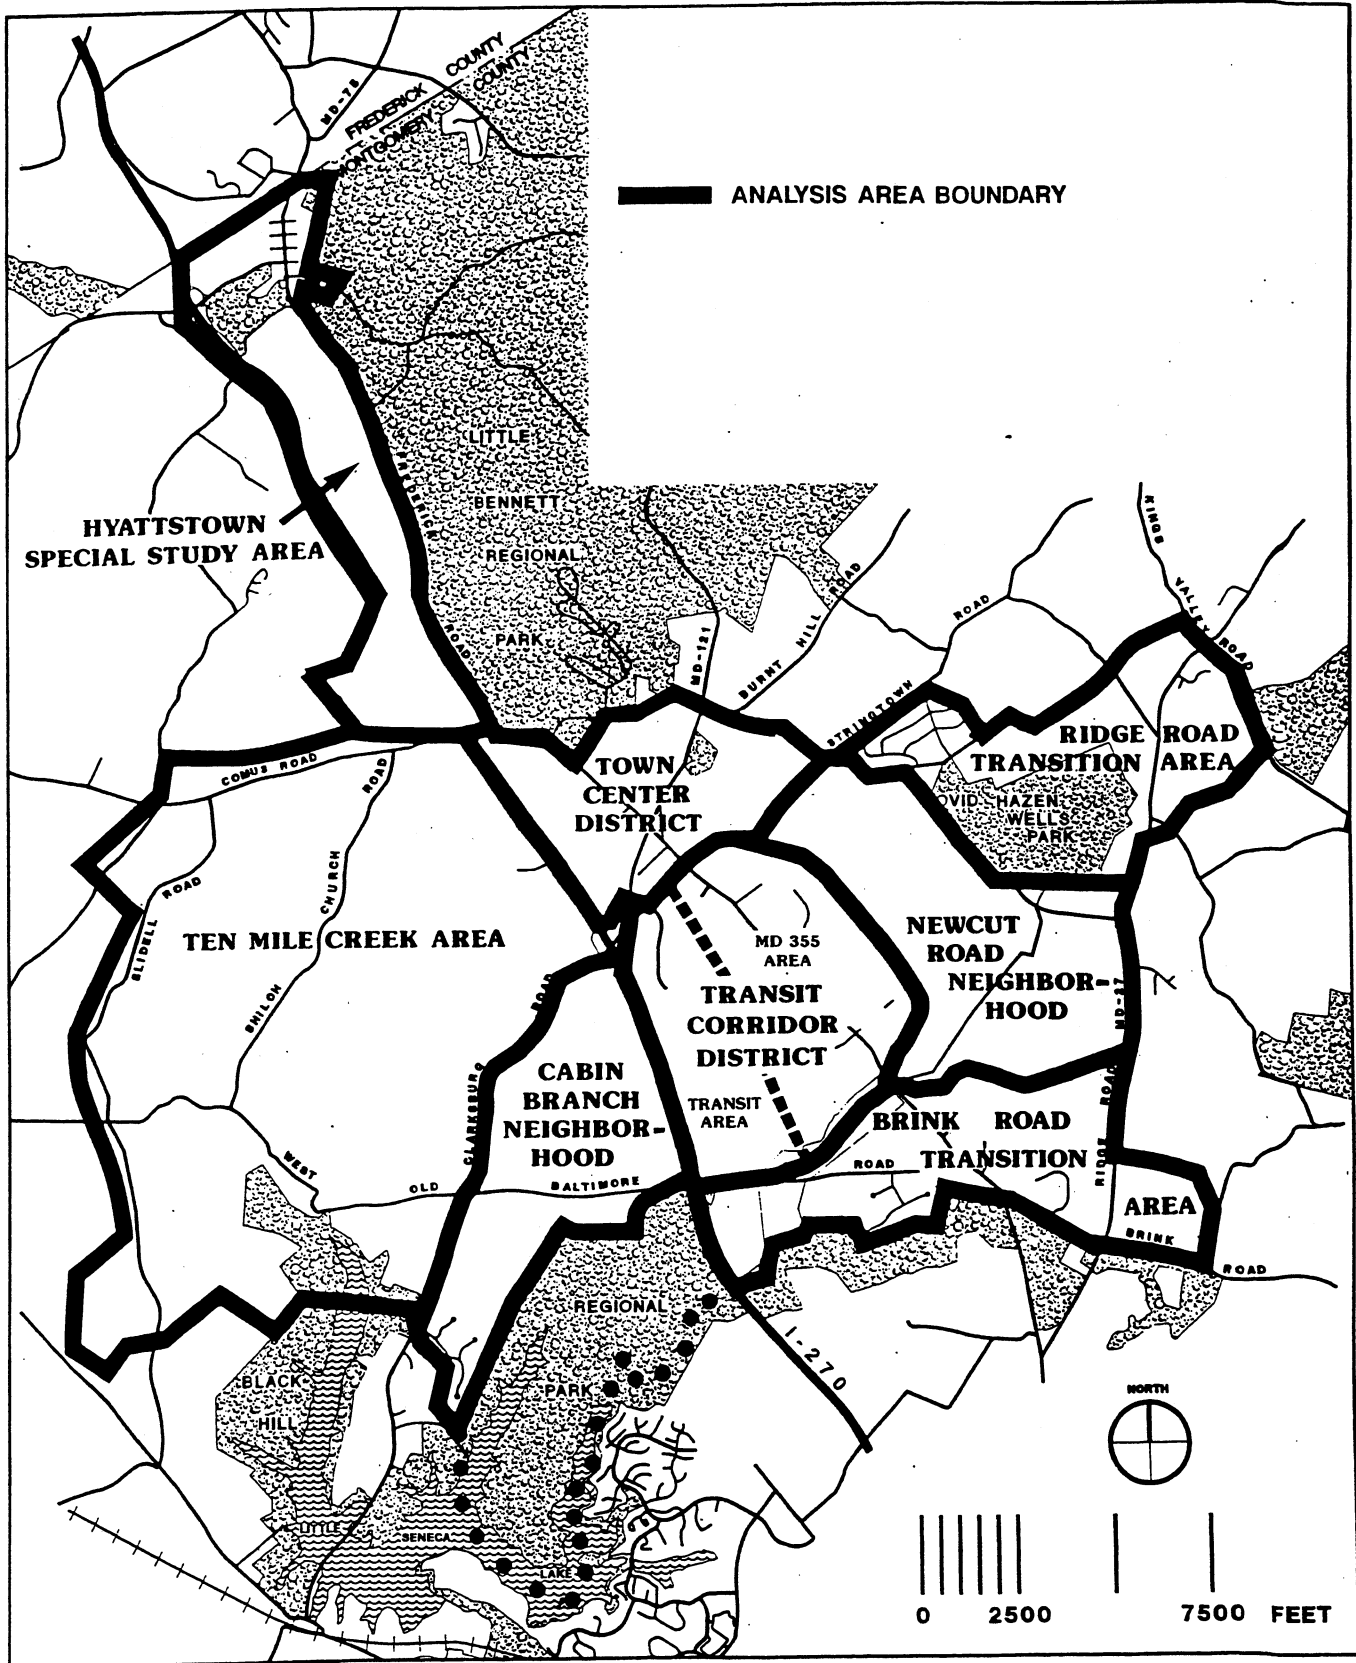 MD-75
FREDERICK COUNTY
MONTGOMERY COUNTY
ANALYSIS AREA BOUNDARY
LITTLE
BENNETT
REGIONAL
PARK
FREDERICK
ROAD
HYATTSTOWN
SPECIAL STUDY AREA
MD-121
BURNT HILL ROAD
STRINGTOWN
ROAD
KINGS
VALLEY ROAD
RIDGE ROAD
TRANSITION AREA
OVID HAZEN
WELLS
PARK
TOWN
CENTER
DISTRICT
COMUS ROAD
ROAD
CHURCH
SHILOH
BLIDELL ROAD
TEN MILE CREEK AREA
MD 355
AREA
TRANSIT
CORRIDOR
DISTRICT
TRANSIT
AREA
NEWCUT
ROAD
NEIGHBOR-
HOOD
MD-27
RIDGE ROAD
ROAD
CLARKSBURG
CABIN
BRANCH
NEIGHBOR-
HOOD
BRINK ROAD
TRANSITION
AREA
WEST
OLD
BALTIMORE
ROAD
BRINK
ROAD
REGIONAL
PARK
BLACK
HILL
I-270
LITTLE
SENECA
LAKE
NORTH
0 2500 7500 FEET